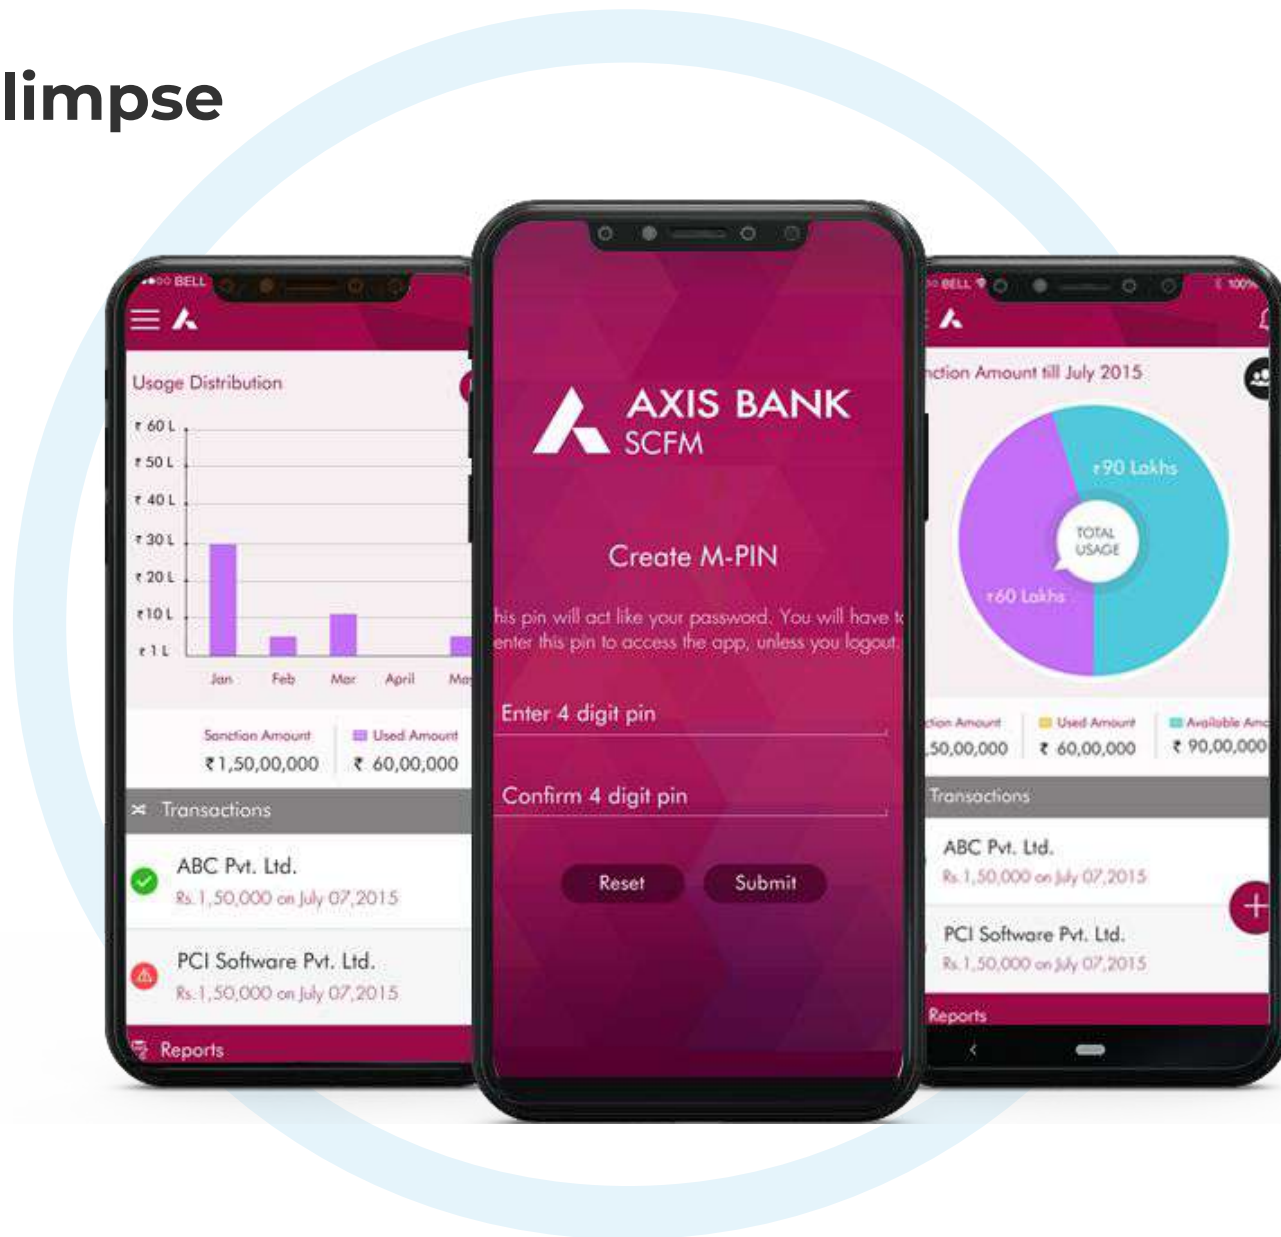 limpse
BELL
Usage Distribution
₹ 60 L
₹ 50 L
₹ 40 L
₹ 30 L
₹ 20 L
₹10 L
₹ 1 L
Jan Feb Mar April May
Sanction Amount Used Amount
₹ 1,50,00,000 ₹ 60,00,000
Transactions
ABC Pvt. Ltd.
Rs.1,50,000 on July 07,2015
PCI Software Pvt. Ltd.
Rs.1,50,000 on July 07,2015
Reports
AXIS BANK
SCFM
Create M-PIN
his pin will act like your password. You will have to
enter this pin to access the app, unless you logout.
Enter 4 digit pin
Confirm 4 digit pin
Reset Submit
BELL 100%
nction Amount till July 2015
₹90 Lakhs
TOTAL
USAGE
₹60 Lakhs
ction Amount Used Amount Available Amo
,50,00,000 ₹ 60,00,000 ₹ 90,00,000
Transactions
ABC Pvt. Ltd.
Rs.1,50,000 on July 07,2015
PCI Software Pvt. Ltd.
Rs.1,50,000 on July 07,2015
Reports